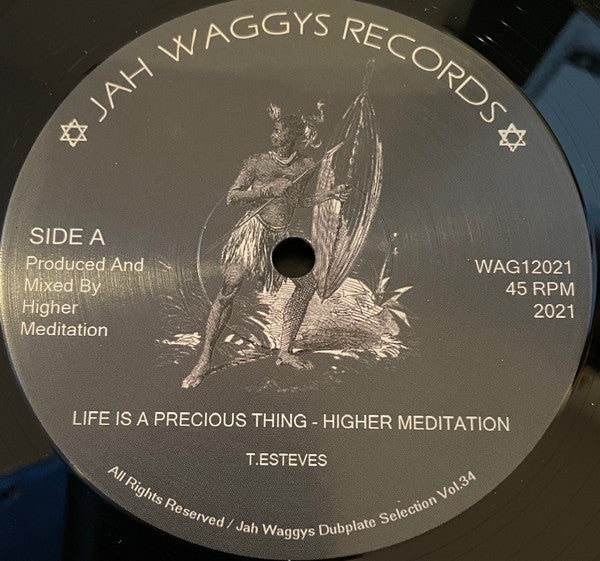 JAH WAGGYS RECORDS
SIDE A
Produced And
Mixed By
Higher
Meditation
WAG12021
45 RPM
2021
LIFE IS A PRECIOUS THING - HIGHER MEDITATION
T.ESTEVES
All Rights Reserved / Jah Waggys Dubplate Selection Vol.34